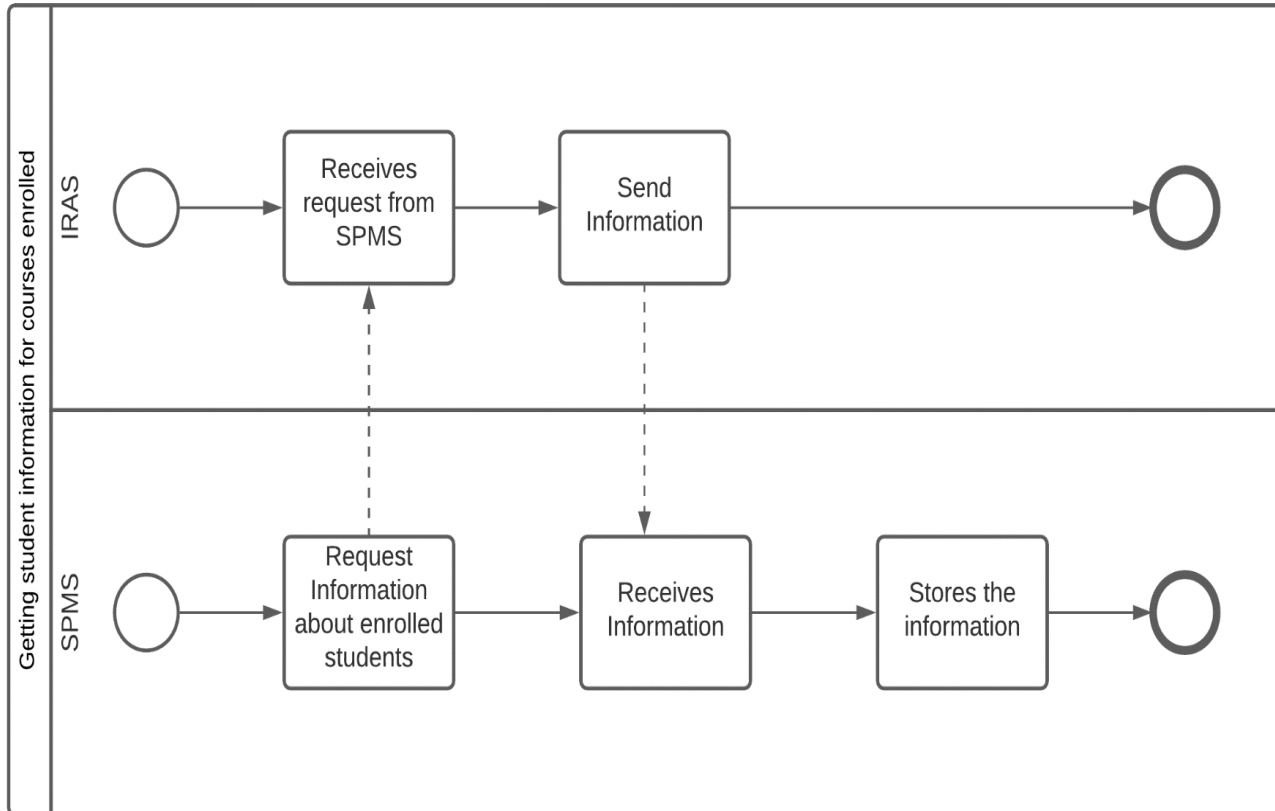 Getting student information for courses enrolled
IRAS
Receives
request from
SPMS
Send
Information
SPMS
Request
Information
about enrolled
students
Receives
Information
Stores the
information